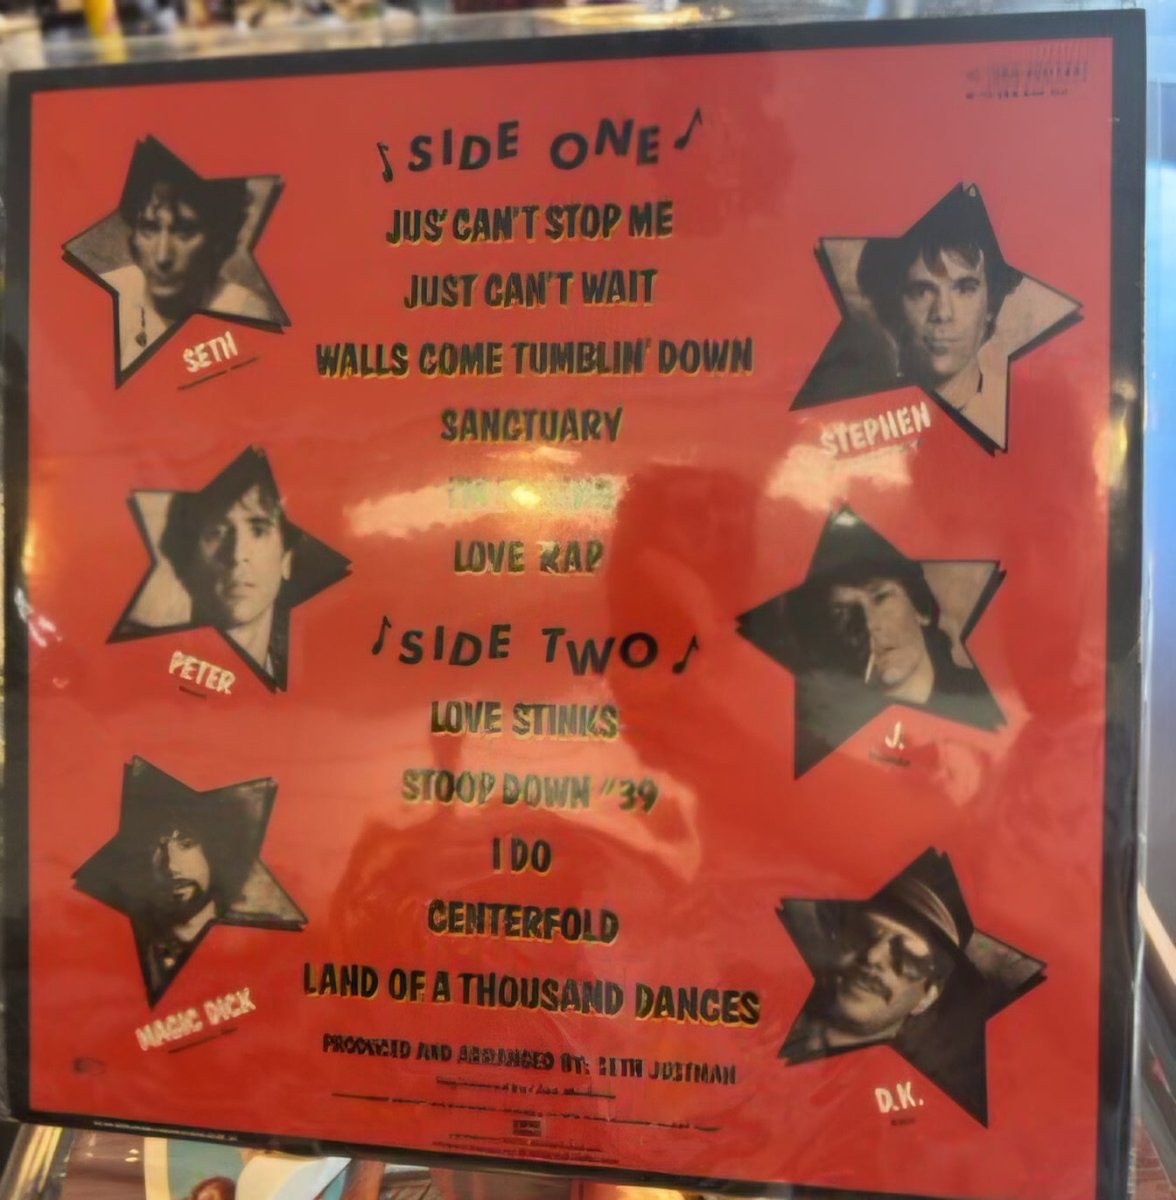 SIDE ONE
JUS' CAN'T STOP ME
JUST CAN'T WAIT
WALLS COME TUMBLIN' DOWN
SANCTUARY
LOVE RAP
SIDE TWO
LOVE STINKS
STOOP DOWN "39
I DO
CENTERFOLD
LAND OF A THOUSAND DANCES
PRODUCED AND ARRANGED BY: SETH JUSTMAN
SETH
STEPHEN
PETER
J.
MAGIC DICK
D.K.